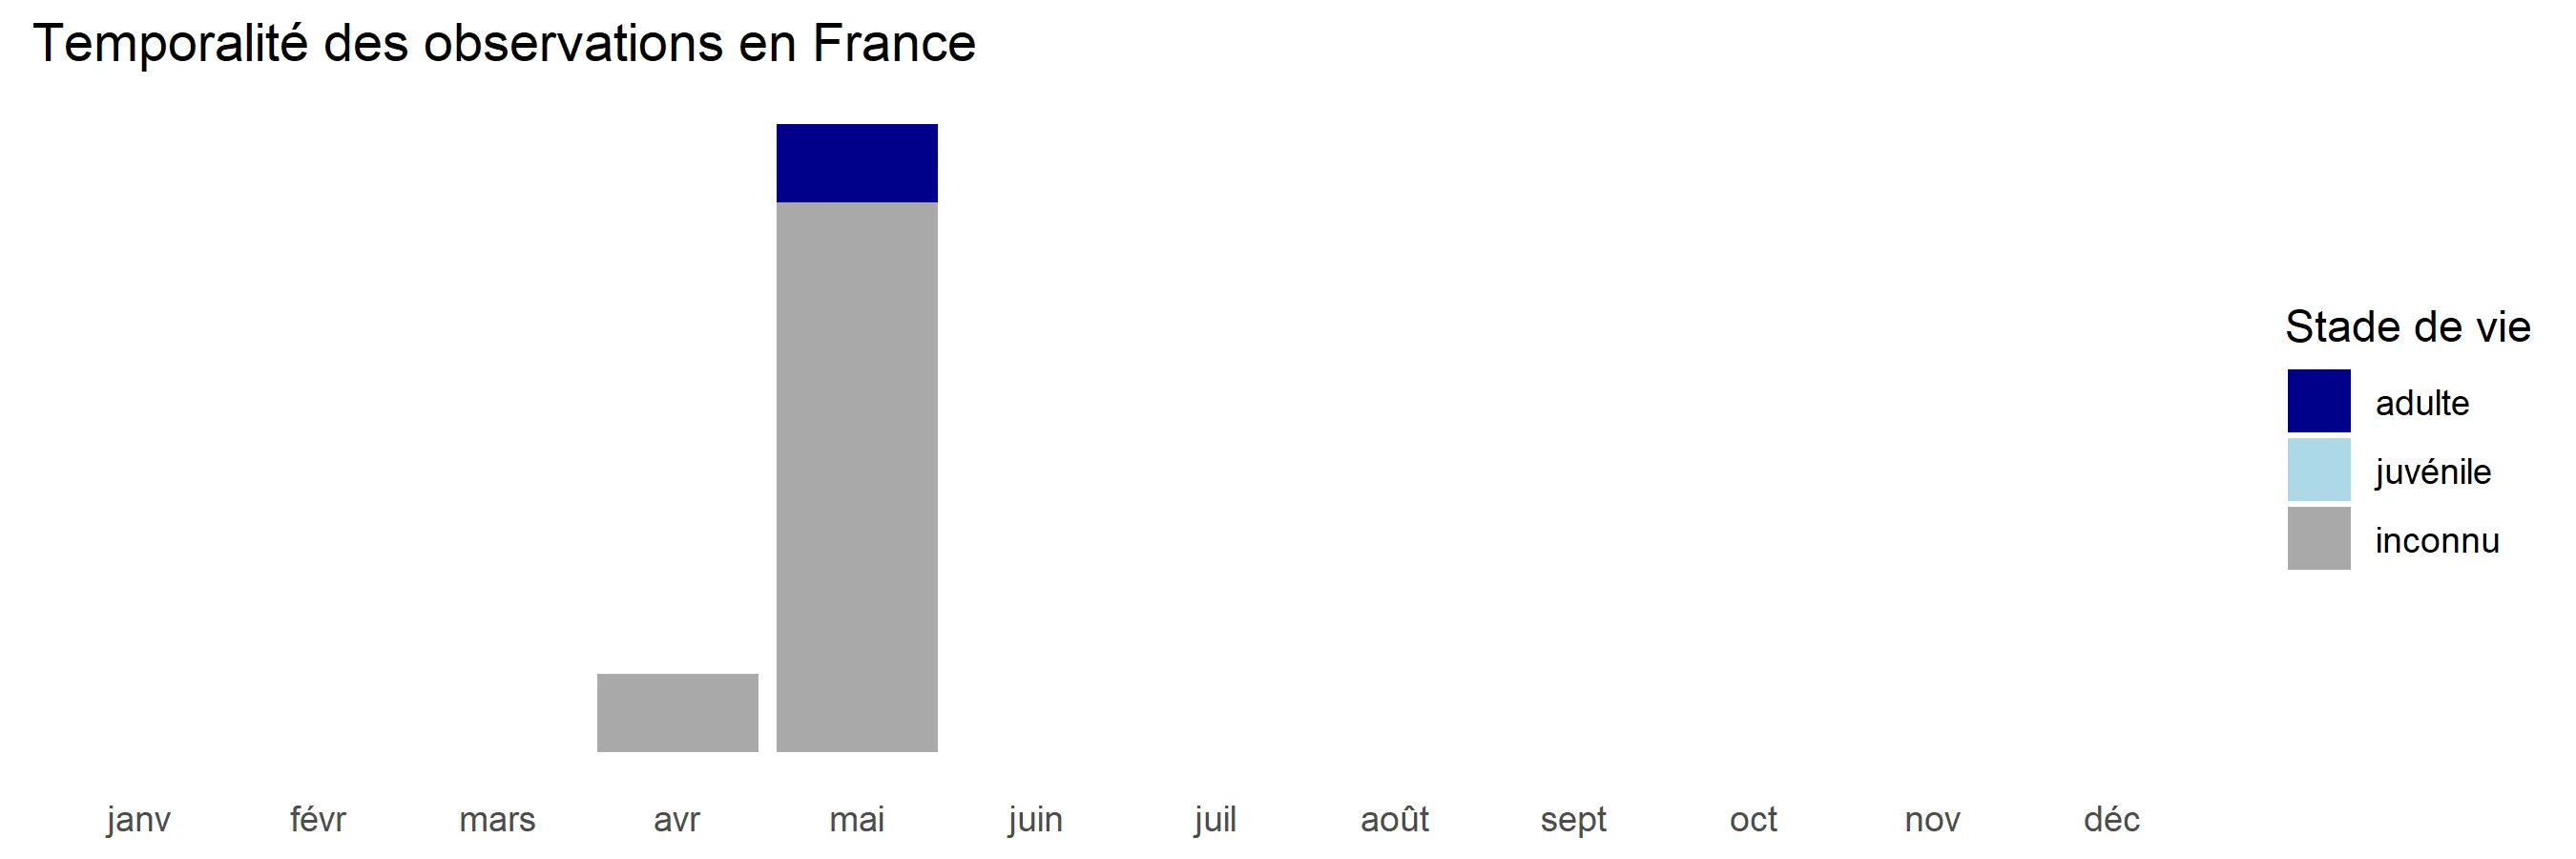 Temporalité des observations en France
Stade de vie
adulte
juvénile
inconnu
janv févr mars avr mai juin juil août sept oct nov déc